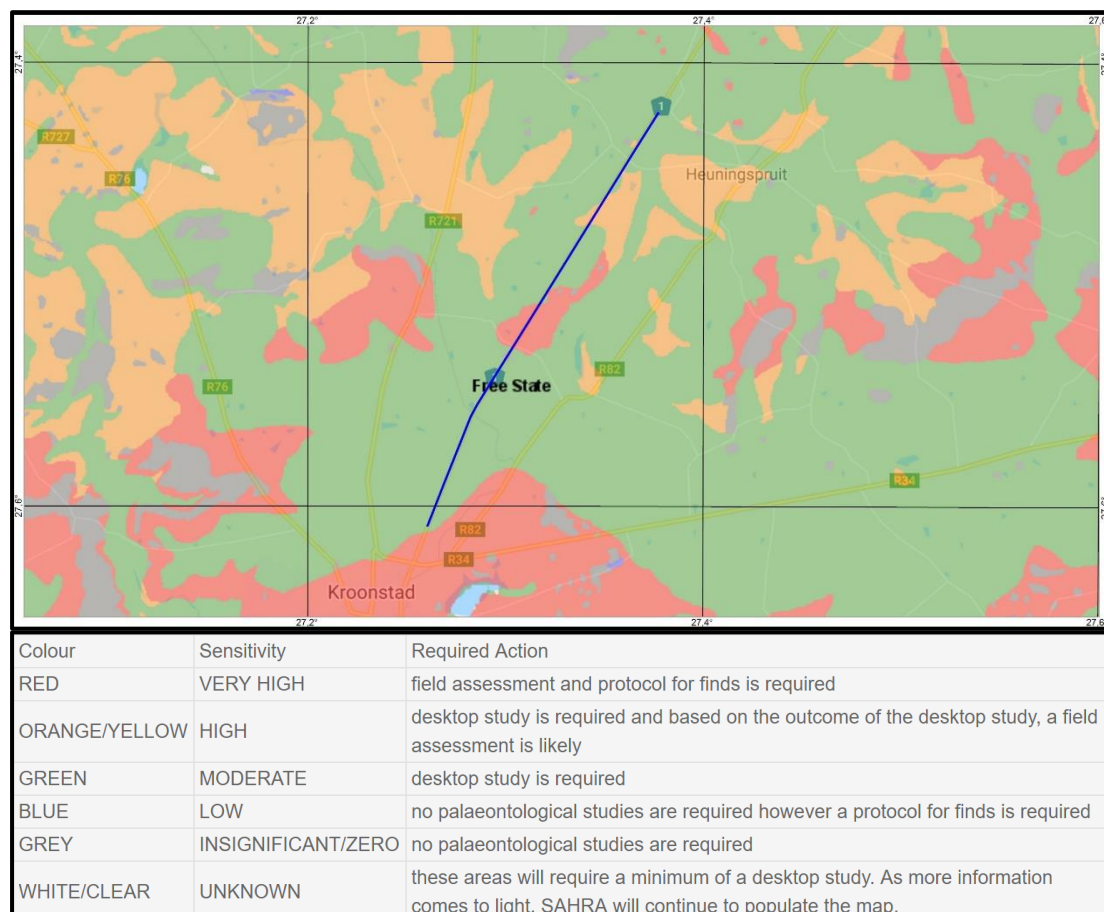 27,2° 27,4° 27,6
27,4°
1
R727
R76
Heuningspruit
R721
R82
R76
Free State
R34
27,6° 27,6°
R82
R34
Kroonstad
27,2° 27,4° 27,6
Colour Sensitivity Required Action
RED VERY HIGH field assessment and protocol for finds is required
ORANGE/YELLOW HIGH desktop study is required and based on the outcome of the desktop study, a field
assessment is likely
GREEN MODERATE desktop study is required
BLUE LOW no palaeontological studies are required however a protocol for finds is required
GREY INSIGNIFICANT/ZERO no palaeontological studies are required
WHITE/CLEAR UNKNOWN these areas will require a minimum of a desktop study. As more information
comes to light, SAHRA will continue to populate the map.